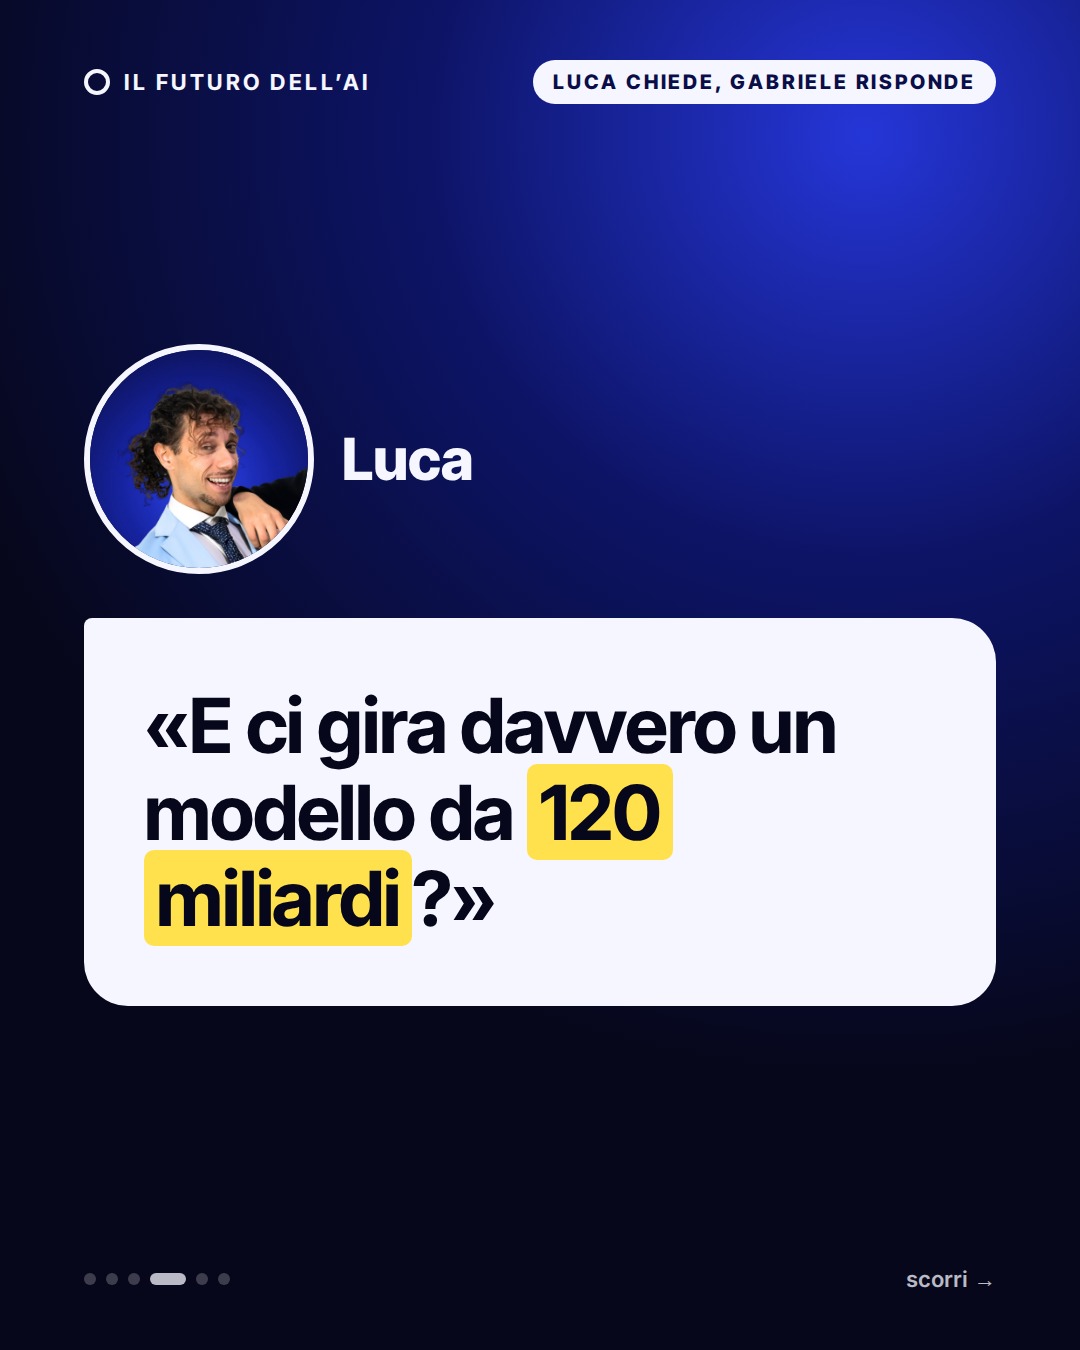 IL FUTURO DELL’AI
LUCA CHIEDE, GABRIELE RISPONDE
Luca
«E ci gira davvero un
modello da 120
miliardi?»
scorri →